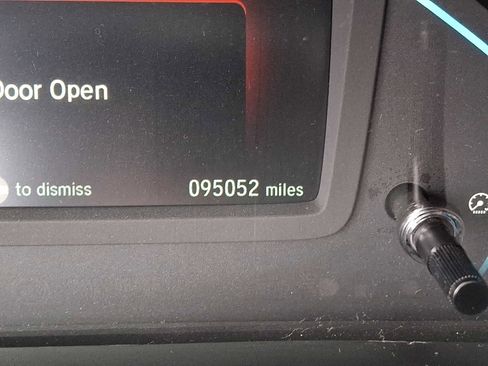 Door Open
to dismiss 095052 miles